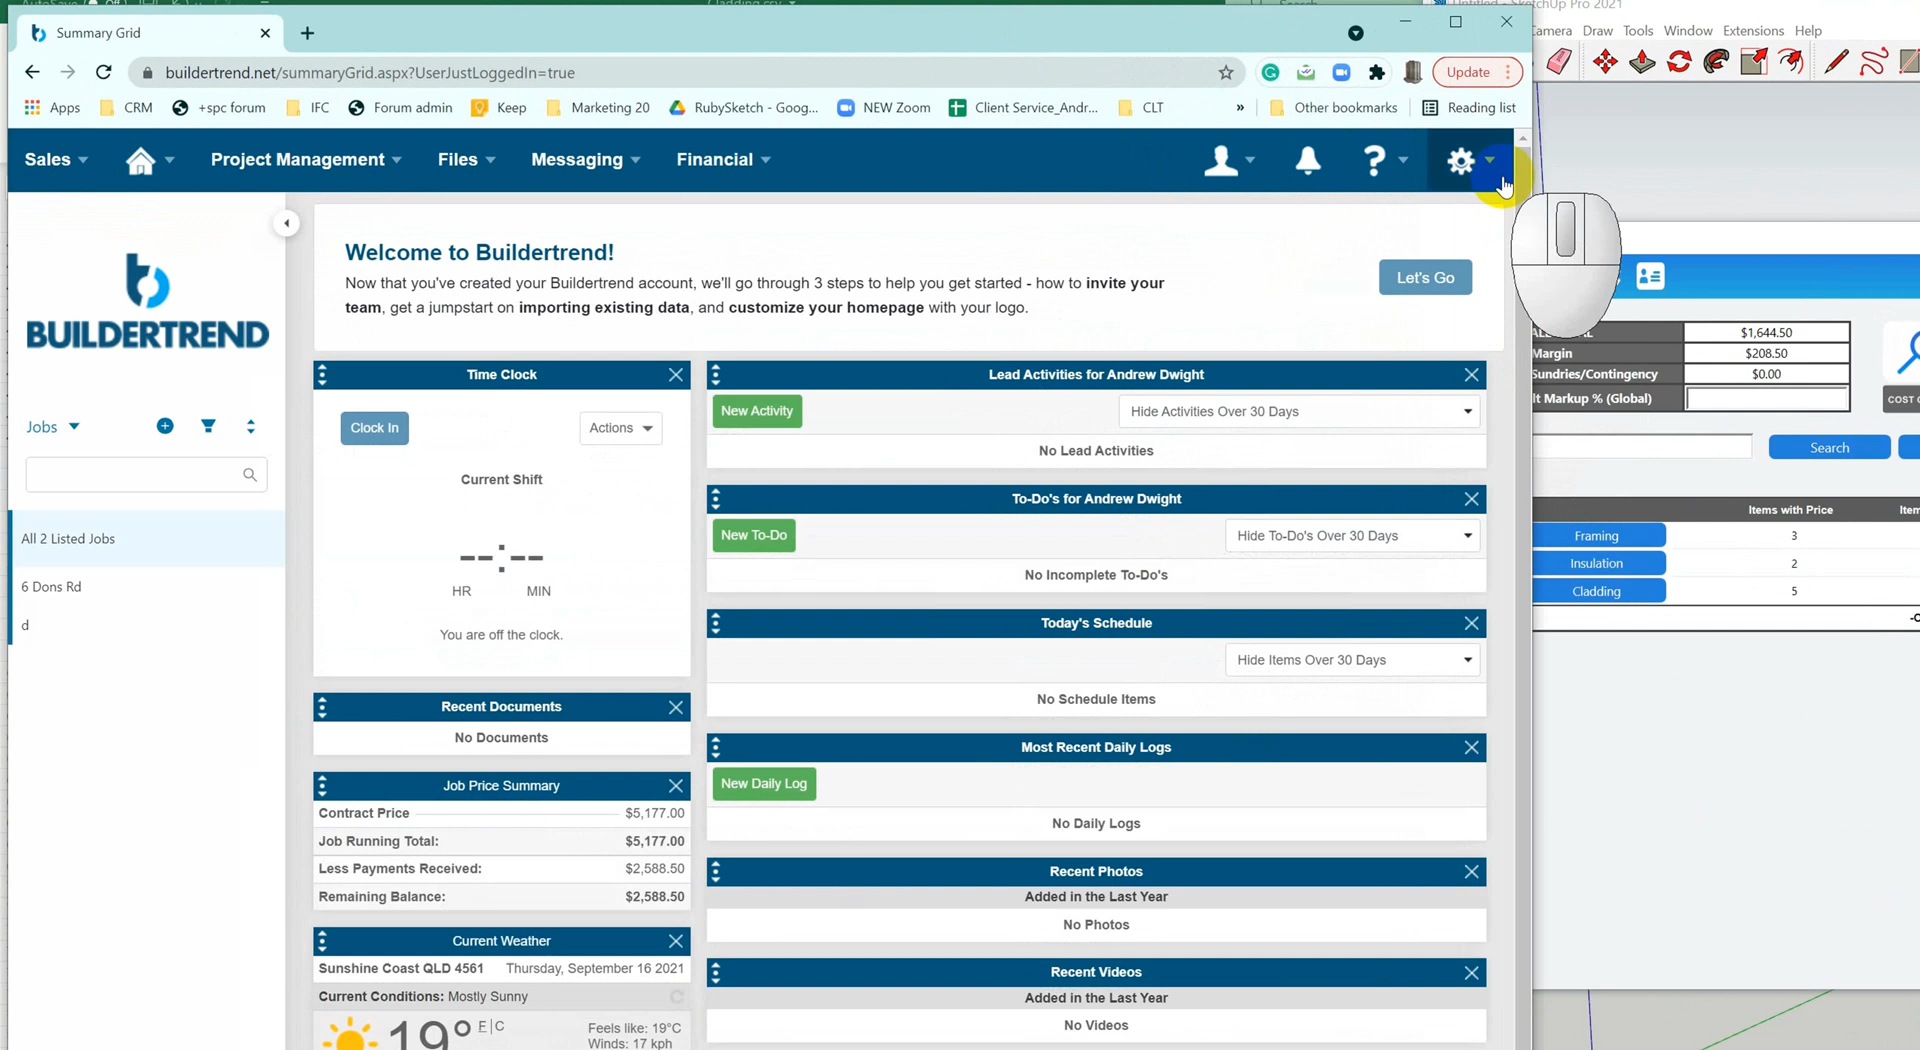 Summary Grid
buildertrend.net/summaryGrid.aspx?UserJustLoggedIn=true
Update
Apps
CRM
+spc forum
IFC
Forum admin
Keep
Marketing 20
RubySketch - Goog...
NEW Zoom
Client Service_Andr...
CLT
»
Other bookmarks
Reading list
Sales
Project Management
Files
Messaging
Financial
Welcome to Buildertrend!
Now that you've created your Buildertrend account, we'll go through 3 steps to help you get started - how to invite your
team, get a jumpstart on importing existing data, and customize your homepage with your logo.
Let's Go
BUILDERTREND
Jobs
All 2 Listed Jobs
6 Dons Rd
d
Time Clock
Clock In
Actions
Current Shift
--:--
HR MIN
You are off the clock.
Recent Documents
No Documents
Job Price Summary
Contract Price $5,177.00
Job Running Total: $5,177.00
Less Payments Received: $2,588.50
Remaining Balance: $2,588.50
Current Weather
Sunshine Coast QLD 4561 Thursday, September 16 2021
Current Conditions: Mostly Sunny
19° F|C
Feels like: 19°C
Winds: 17 kph
Lead Activities for Andrew Dwight
New Activity
Hide Activities Over 30 Days
No Lead Activities
To-Do's for Andrew Dwight
New To-Do
Hide To-Do's Over 30 Days
No Incomplete To-Do's
Today's Schedule
Hide Items Over 30 Days
No Schedule Items
Most Recent Daily Logs
New Daily Log
No Daily Logs
Recent Photos
Added in the Last Year
No Photos
Recent Videos
Added in the Last Year
No Videos
SketchUp Pro 2021
Camera Draw Tools Window Extensions Help
$1,644.50
Margin $208.50
Sundries/Contingency $0.00
Markup % (Global)
COST
Search
Items with Price
Framing 3
Insulation 2
Cladding 5